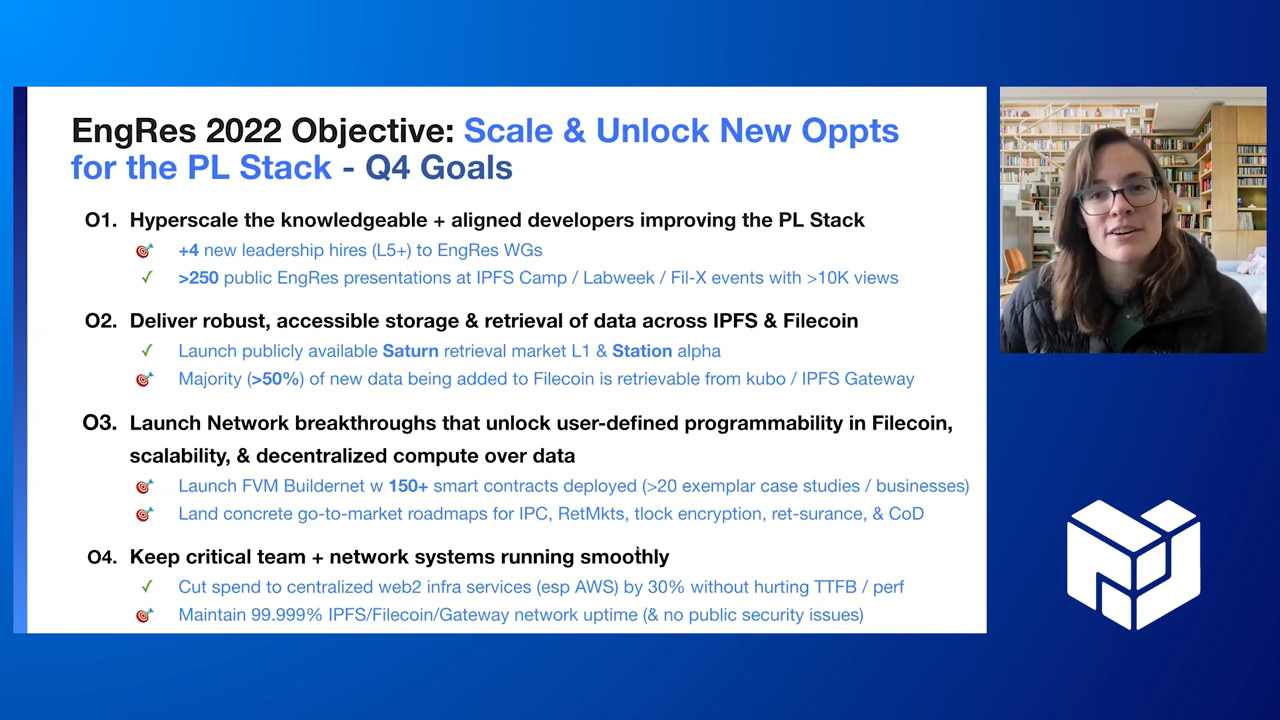 EngRes 2022 Objective: Scale & Unlock New Oppts
for the PL Stack - Q4 Goals
O1. Hyperscale the knowledgeable + aligned developers improving the PL Stack
🎯 +4 new leadership hires (L5+) to EngRes WGs
✓ >250 public EngRes presentations at IPFS Camp / Labweek / Fil-X events with >10K views
O2. Deliver robust, accessible storage & retrieval of data across IPFS & Filecoin
✓ Launch publicly available Saturn retrieval market L1 & Station alpha
🎯 Majority (>50%) of new data being added to Filecoin is retrievable from kubo / IPFS Gateway
O3. Launch Network breakthroughs that unlock user-defined programmability in Filecoin,
scalability, & decentralized compute over data
🎯 Launch FVM Buildernet w 150+ smart contracts deployed (>20 exemplar case studies / businesses)
🎯 Land concrete go-to-market roadmaps for IPC, RetMkts, tlock encryption, ret-surance, & CoD
O4. Keep critical team + network systems running smoothly
✓ Cut spend to centralized web2 infra services (esp AWS) by 30% without hurting TTFB / perf
🎯 Maintain 99.999% IPFS/Filecoin/Gateway network uptime (& no public security issues)